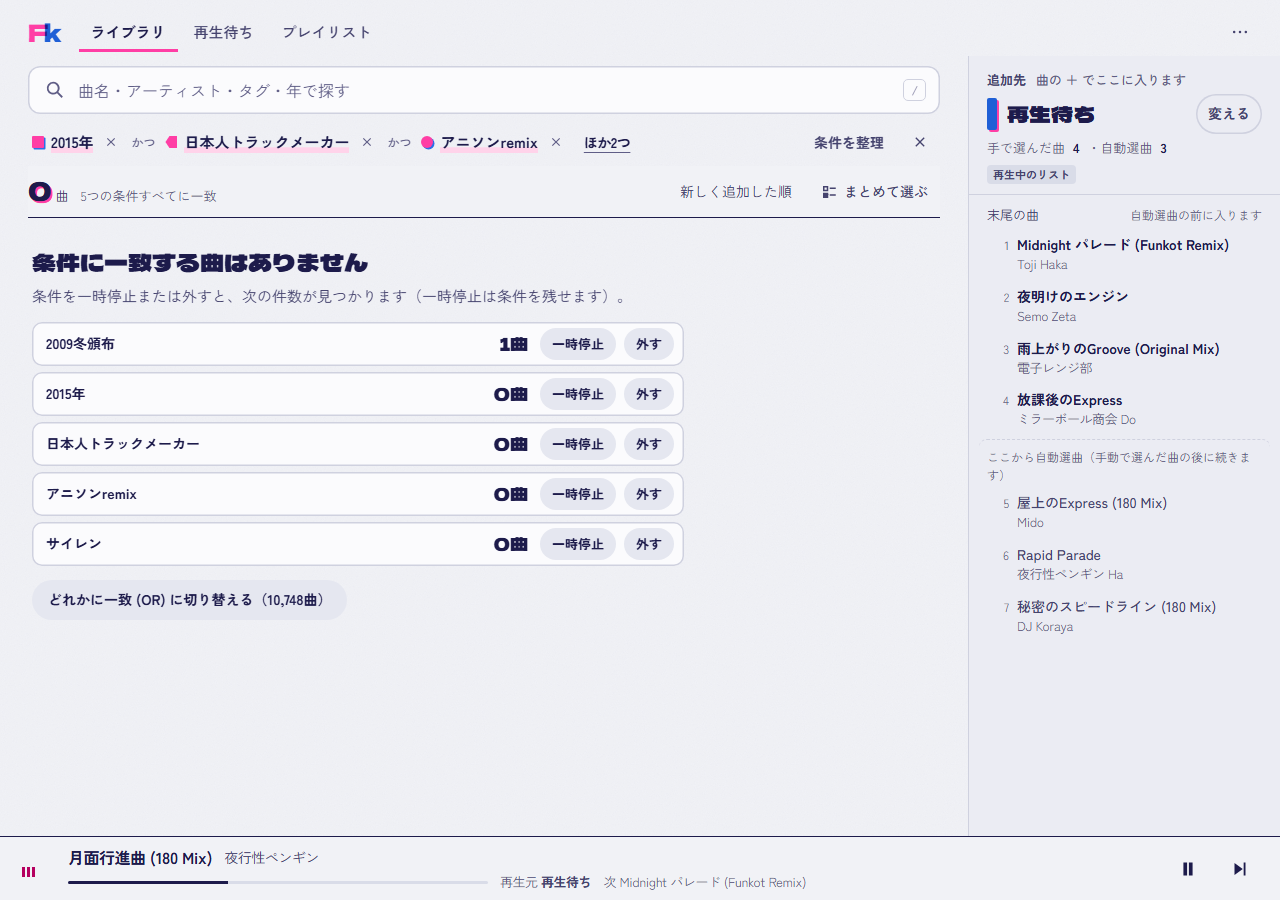 Fk ライブラリ 再生待ち プレイリスト …
曲名・アーティスト・タグ・年で探す /
2015年 × かつ 日本人トラックメーカー × かつ アニソンremix × ほか2つ 条件を整理 ×
0曲 5つの条件すべてに一致 新しく追加した順 まとめて選ぶ
条件に一致する曲はありません
条件を一時停止または外すと、次の件数が見つかります（一時停止は条件を残せます）。
2009冬頒布 1曲 一時停止 外す
2015年 0曲 一時停止 外す
日本人トラックメーカー 0曲 一時停止 外す
アニソンremix 0曲 一時停止 外す
サイレン 0曲 一時停止 外す
どれかに一致 (OR) に切り替える（10,748曲）
追加先 曲の ＋ でここに入ります
再生待ち 変える
手で選んだ曲 4 ・自動選曲 3
再生中のリスト
末尾の曲 自動選曲の前に入ります
1 Midnight パレード (Funkot Remix)
Toji Haka
2 夜明けのエンジン
Semo Zeta
3 雨上がりのGroove (Original Mix)
電子レンジ部
4 放課後のExpress
ミラーボール商会 Do
ここから自動選曲（手動で選んだ曲の後に続きま
す）
5 屋上のExpress (180 Mix)
Mido
6 Rapid Parade
夜行性ペンギン Ha
7 秘密のスピードライン (180 Mix)
DJ Koraya
月面行進曲 (180 Mix) 夜行性ペンギン
再生元 再生待ち 次 Midnight パレード (Funkot Remix)